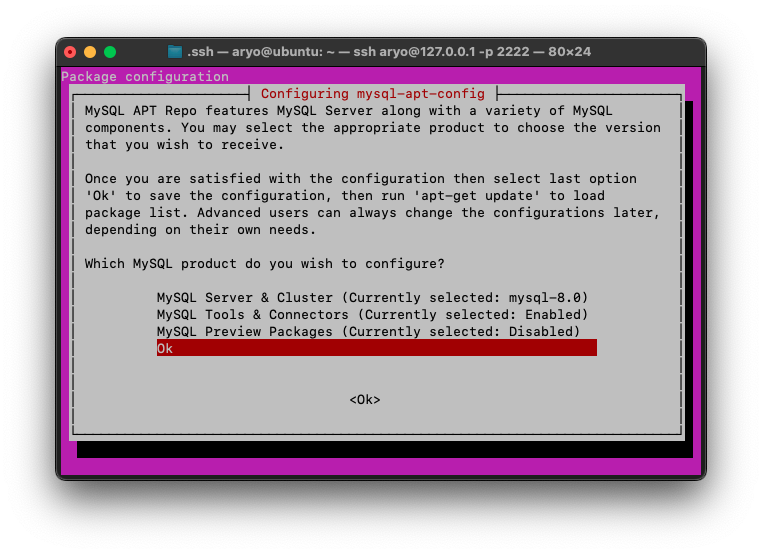 .ssh — aryo@ubuntu: ~ — ssh aryo@127.0.0.1 -p 2222 — 80×24
Package configuration
Configuring mysql-apt-config
MySQL APT Repo features MySQL Server along with a variety of MySQL
components. You may select the appropriate product to choose the version
that you wish to receive.
Once you are satisfied with the configuration then select last option
'Ok' to save the configuration, then run 'apt-get update' to load
package list. Advanced users can always change the configurations later,
depending on their own needs.
Which MySQL product do you wish to configure?
MySQL Server & Cluster (Currently selected: mysql-8.0)
MySQL Tools & Connectors (Currently selected: Enabled)
MySQL Preview Packages (Currently selected: Disabled)
Ok
<Ok>